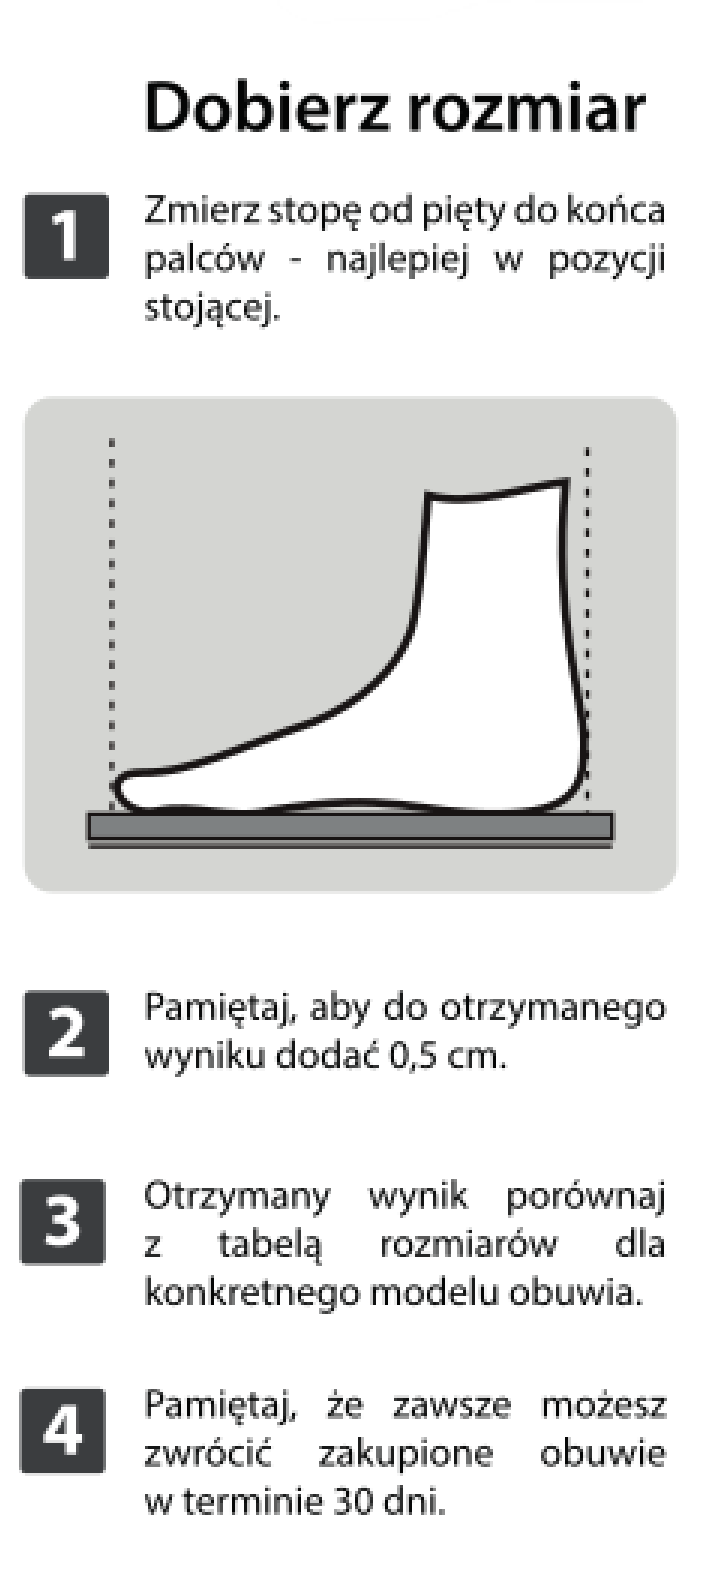 Dobierz rozmiar
1
Zmierz stopę od pięty do końca
palców - najlepiej w pozycji
stojącej.
2
Pamiętaj, aby do otrzymanego
wyniku dodać 0,5 cm.
3
Otrzymany wynik porównaj
z tabelą rozmiarów dla
konkretnego modelu obuwia.
4
Pamiętaj, że zawsze możesz
zwrócić zakupione obuwie
w terminie 30 dni.